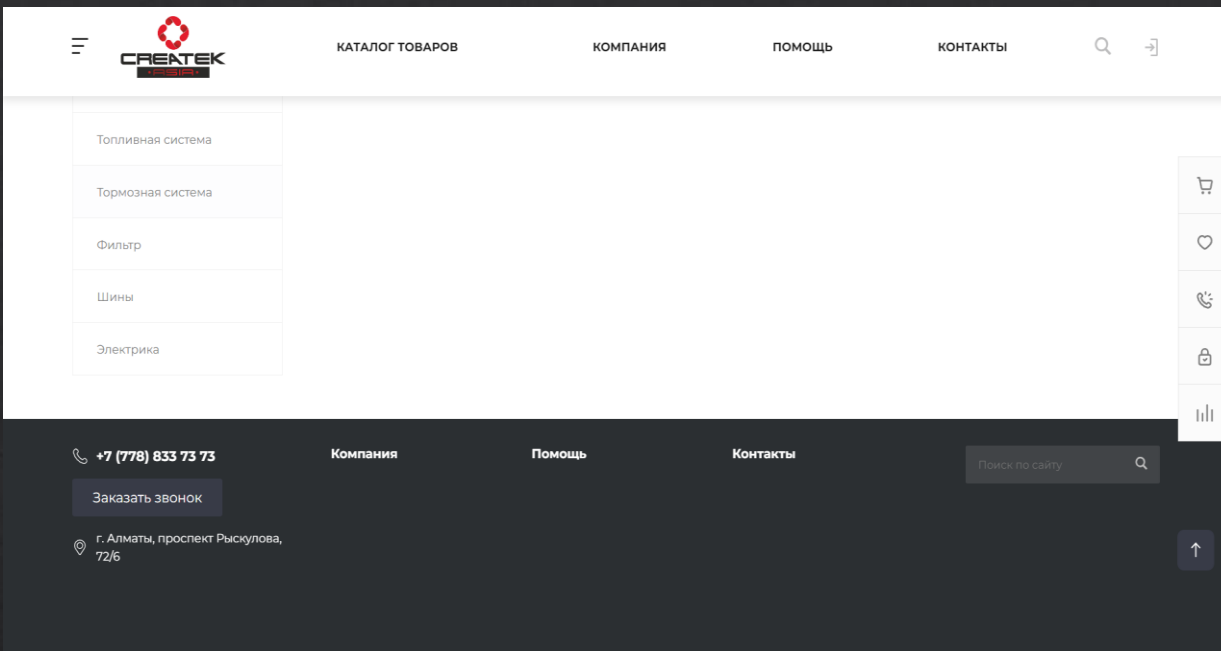 CREATEK
ASIA
КАТАЛОГ ТОВАРОВ
КОМПАНИЯ
ПОМОЩЬ
КОНТАКТЫ
Топливная система
Тормозная система
Фильтр
Шины
Электрика
+7 (778) 833 73 73
Заказать звонок
г. Алматы, проспект Рыскулова,
72/6
Компания
Помощь
Контакты
Поиск по сайту